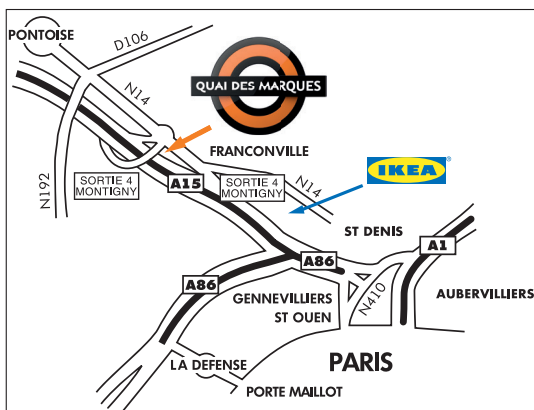 PONTOISE
D106
N14
QUAI DES MARQUES
FRANCONVILLE
IKEA
®
N192
SORTIE 4
MONTIGNY
A15
SORTIE 4
MONTIGNY
N14
ST DENIS
A1
A86
A86
N410
GENNEVILLIERS
ST OUEN
AUBERVILLIERS
PARIS
LA DEFENSE
PORTE MAILLOT